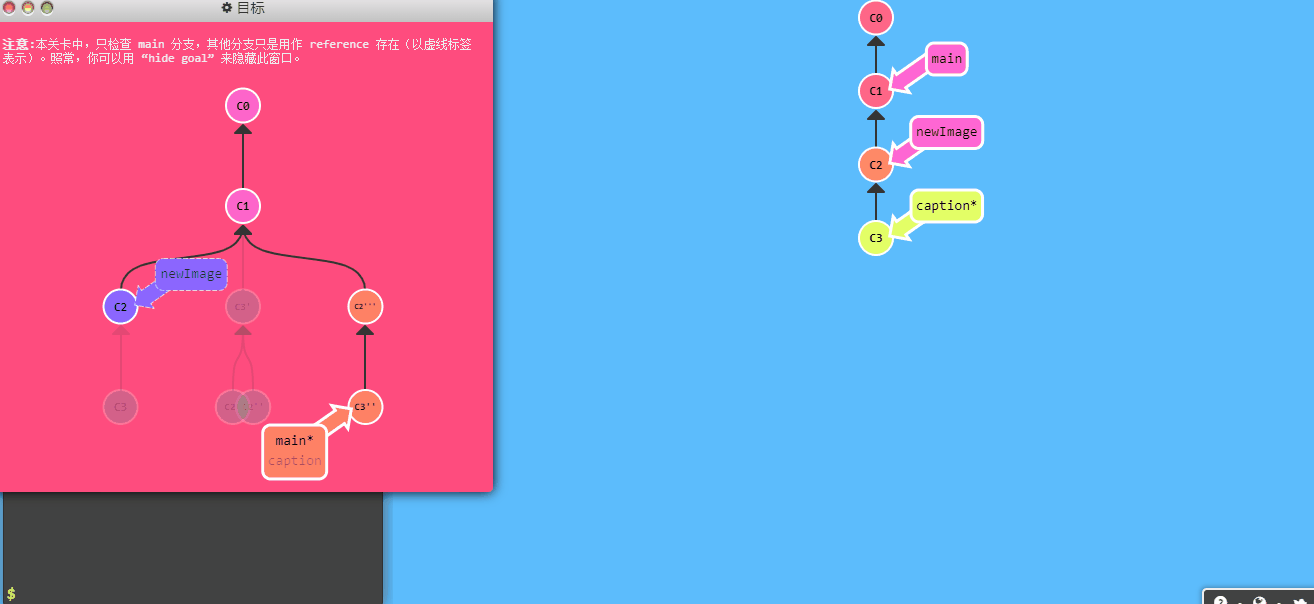 目标
注意:本关卡中，只检查 main 分支，其他分支只是用作 reference 存在（以虚线标签
表示）。照常，你可以用 “hide goal” 来隐藏此窗口。
C0
C1
newImage
C2
C3'
C2'''
C3
C3''
main*
caption
$
C0
main
C1
newImage
C2
caption*
C3